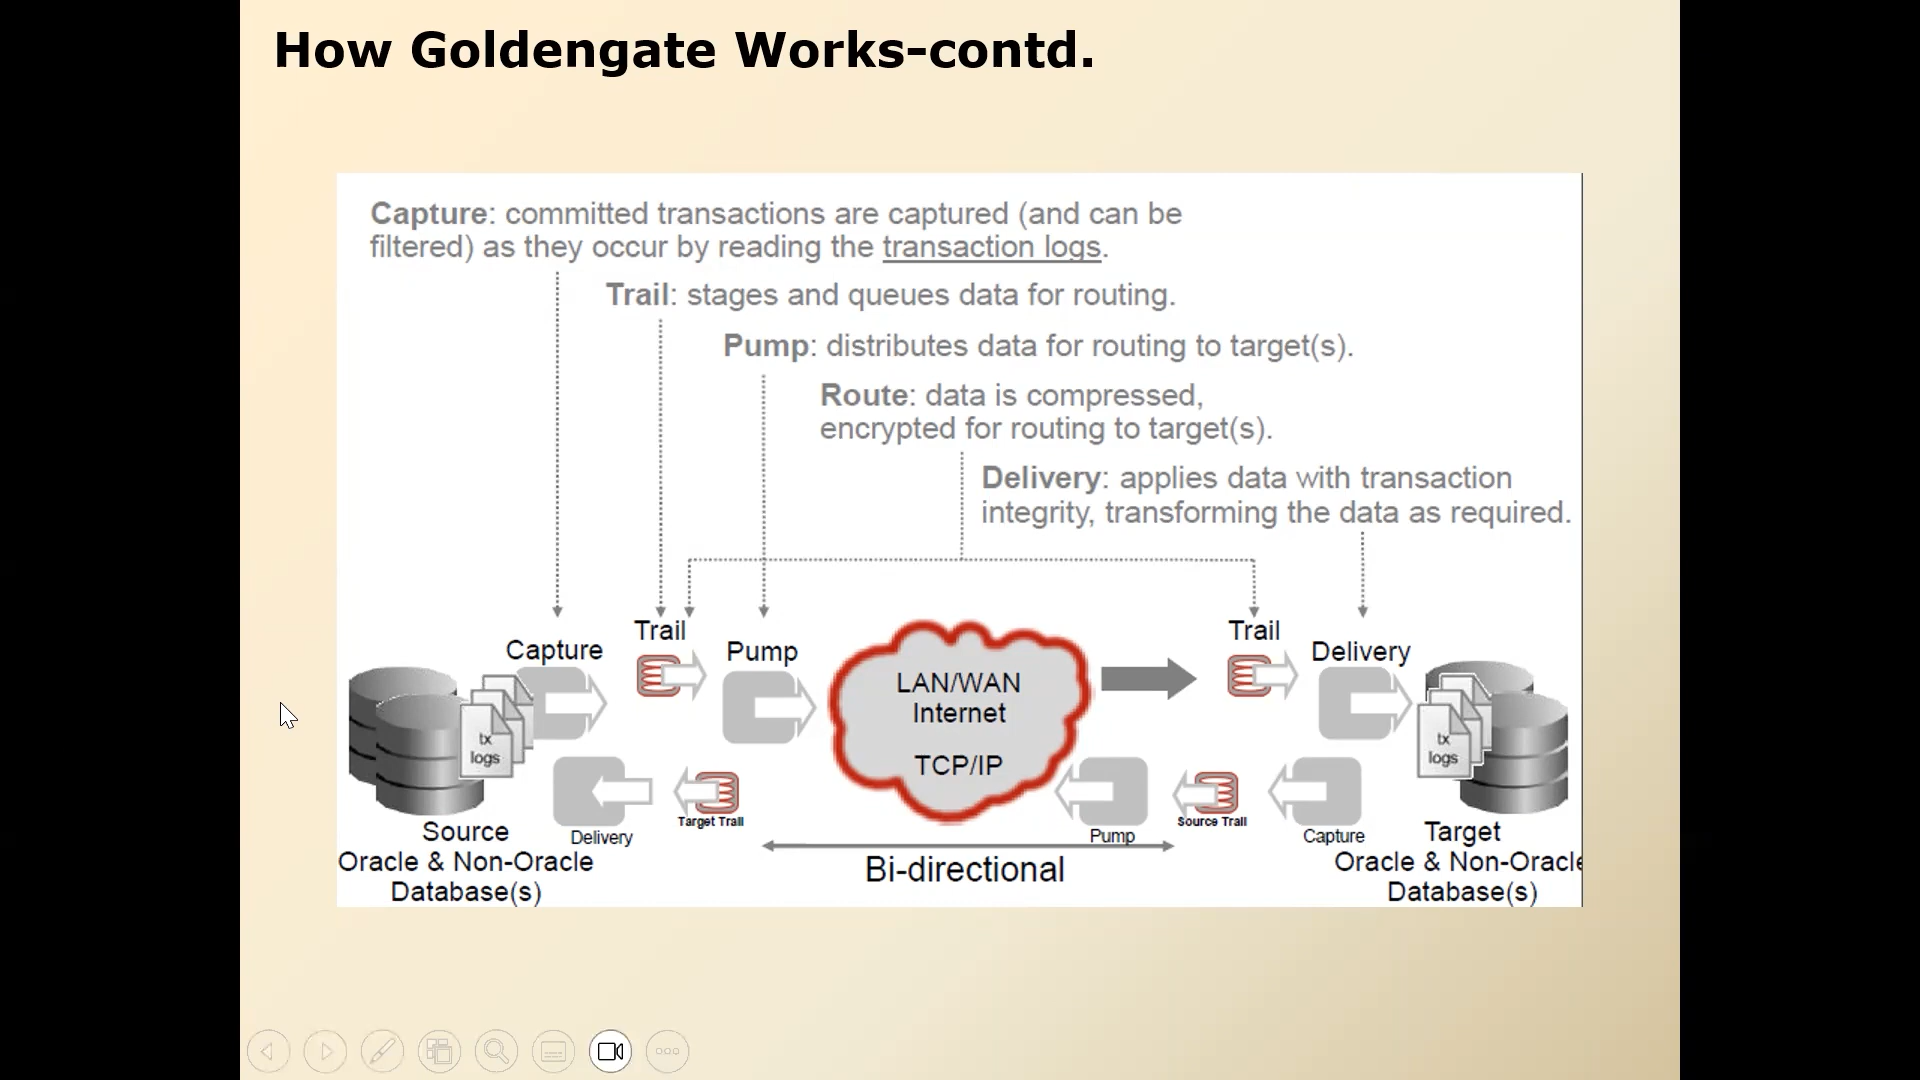 How Goldengate Works-contd.
Capture: committed transactions are captured (and can be
filtered) as they occur by reading the transaction logs.
Trail: stages and queues data for routing.
Pump: distributes data for routing to target(s).
Route: data is compressed,
encrypted for routing to target(s).
Delivery: applies data with transaction
integrity, transforming the data as required.
Capture
Trail
Pump
LAN/WAN
Internet
TCP/IP
Trail
Delivery
tx
logs
tx
logs
Delivery
Target Trail
Pump
Source Trail
Capture
Bi-directional
Source
Oracle & Non-Oracle
Database(s)
Target
Oracle & Non-Oracle
Database(s)